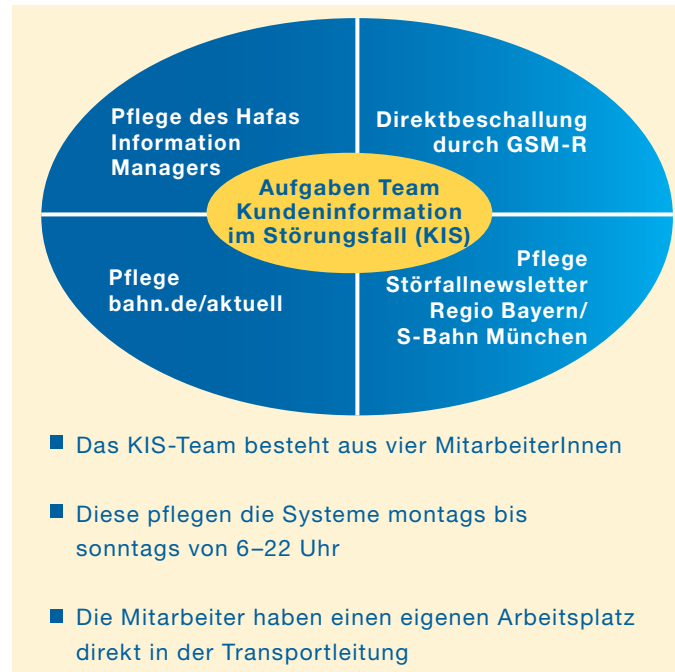 Pflege des Hafas
Information
Managers
Direktbeschallung
durch GSM-R
Aufgaben Team
Kundeninformation
im Störungsfall (KIS)
Pflege
bahn.de/aktuell
Pflege
Störfallnewsletter
Regio Bayern/
S-Bahn München
Das KIS-Team besteht aus vier MitarbeiterInnen
Diese pflegen die Systeme montags bis
sonntags von 6–22 Uhr
Die Mitarbeiter haben einen eigenen Arbeitsplatz
direkt in der Transportleitung